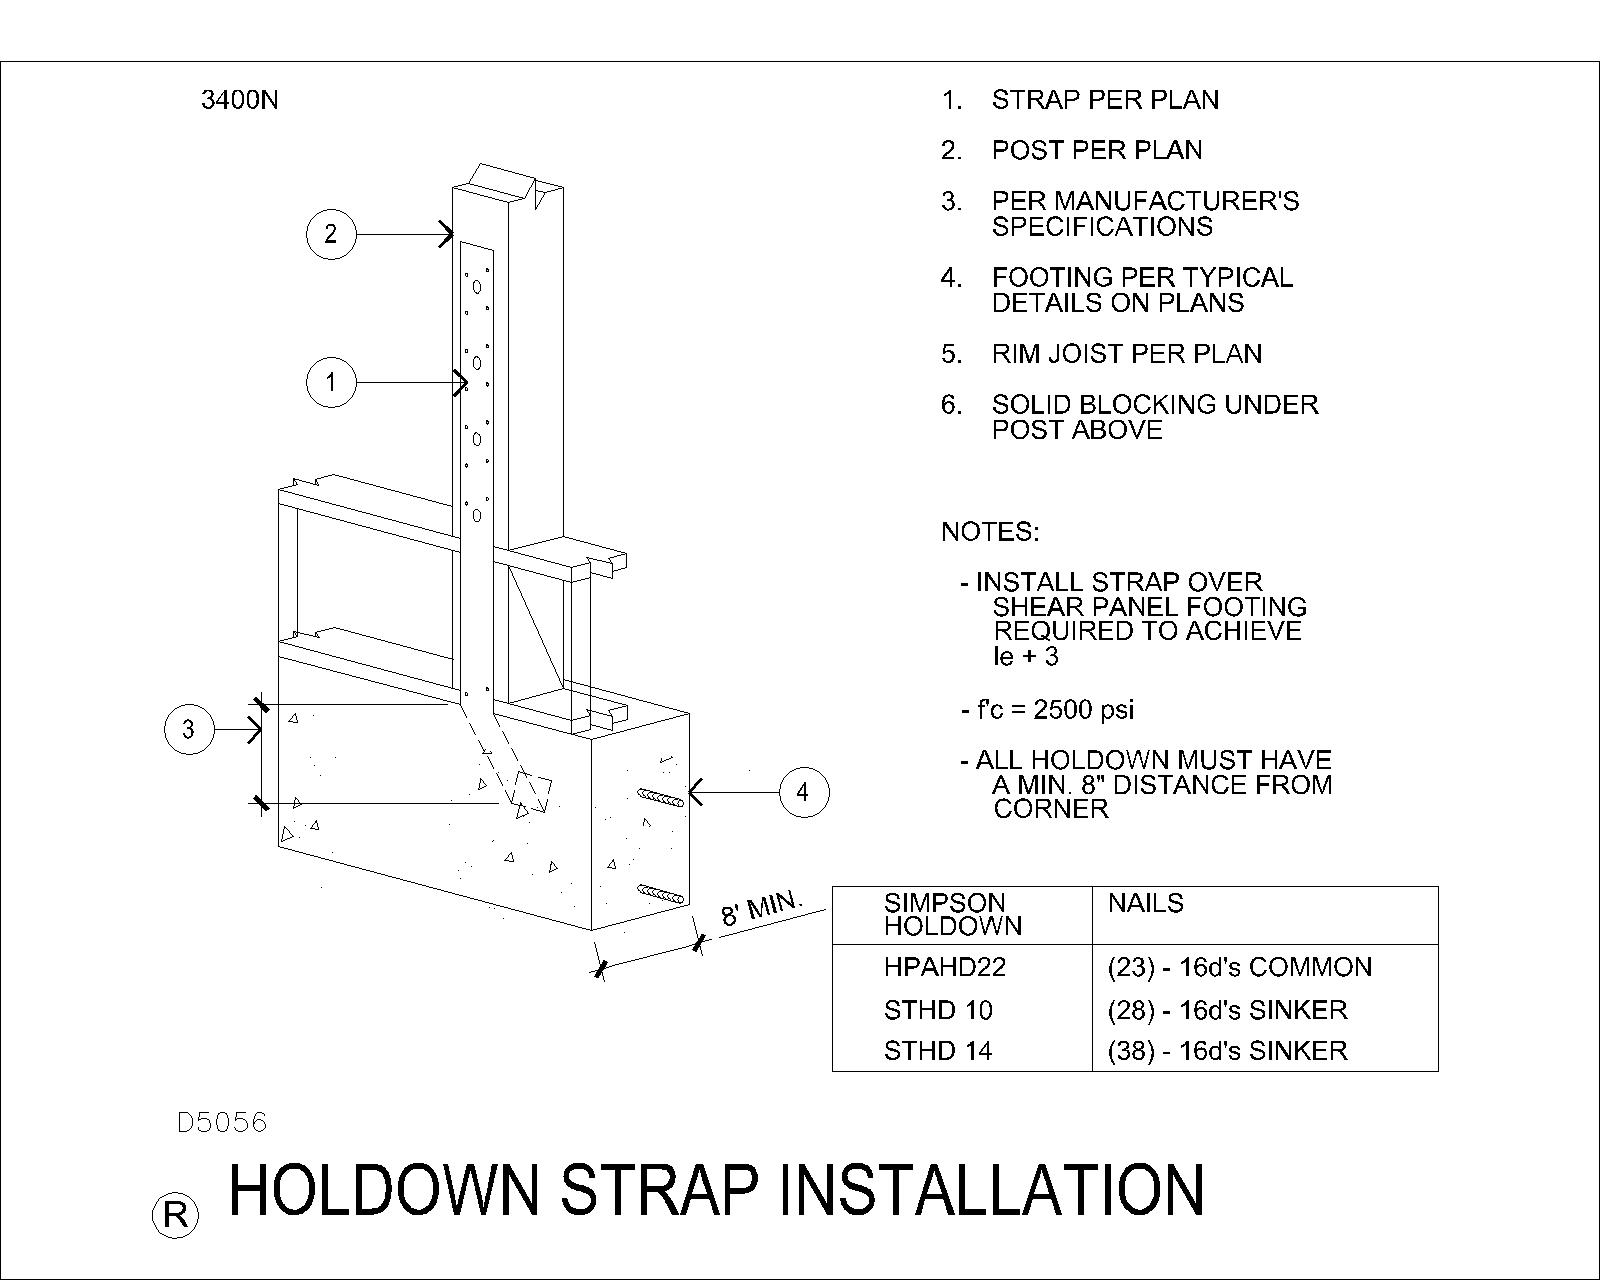 3400N
1. STRAP PER PLAN
2. POST PER PLAN
3. PER MANUFACTURER'S
SPECIFICATIONS
4. FOOTING PER TYPICAL
DETAILS ON PLANS
5. RIM JOIST PER PLAN
6. SOLID BLOCKING UNDER
POST ABOVE
2
1
3
4
8' MIN.
NOTES:
- INSTALL STRAP OVER
SHEAR PANEL FOOTING
REQUIRED TO ACHIEVE
le + 3
- f'c = 2500 psi
- ALL HOLDOWN MUST HAVE
A MIN. 8" DISTANCE FROM
CORNER
SIMPSON
HOLDOWN
NAILS
HPAHD22 (23) - 16d's COMMON
STHD 10 (28) - 16d's SINKER
STHD 14 (38) - 16d's SINKER
D5056
R HOLDOWN STRAP INSTALLATION